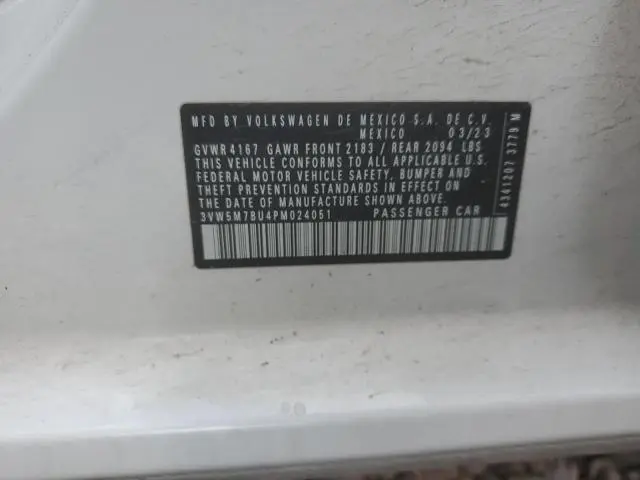 MFD BY VOLKSWAGEN DE MEXICO S.A. DE C.V.
MEXICO 03/23
GVWR 4167 GAWR FRONT 2183 / REAR 2094 LBS
THIS VEHICLE CONFORMS TO ALL APPLICABLE U.S.
FEDERAL MOTOR VEHICLE SAFETY, BUMPER AND
THEFT PREVENTION STANDARDS IN EFFECT ON
THE DATE OF MANUFACTURE SHOWN ABOVE.
3VW5M7BU4PM024051 PASSENGER CAR
4341207 3779 M